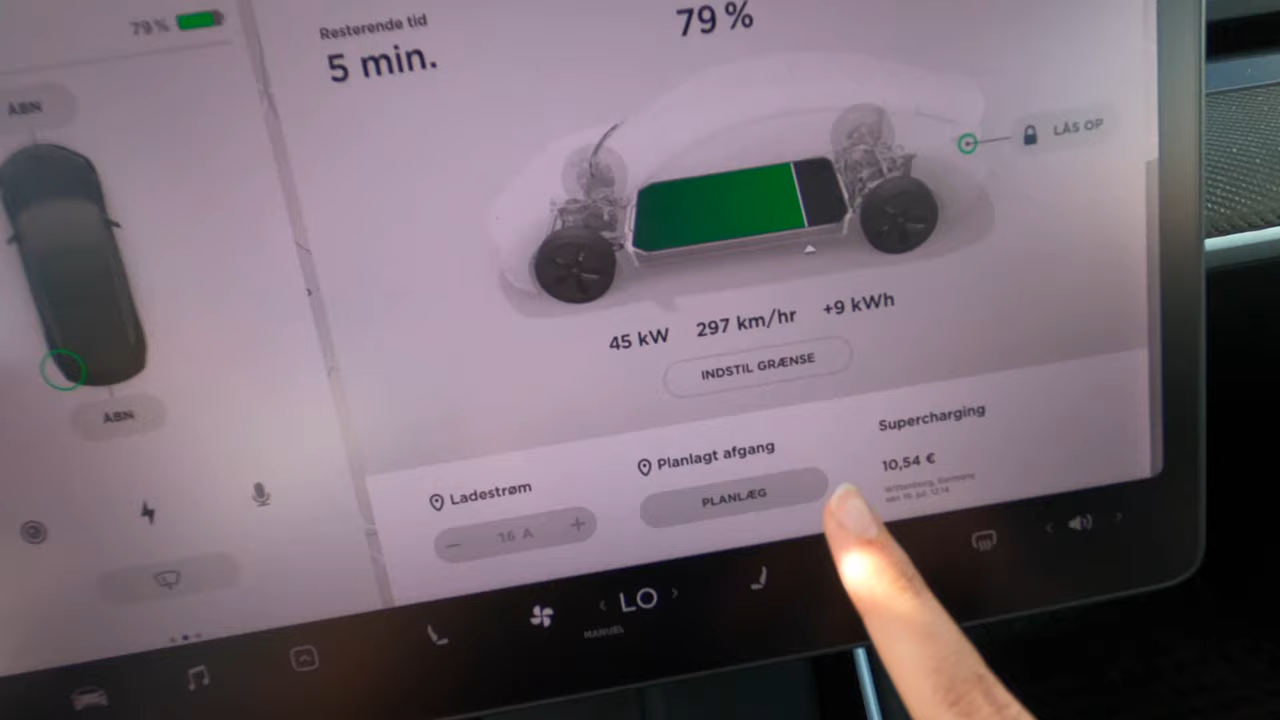 79 %
ÅBN
ÅBN
Resterende tid
5 min.
79 %
LÅS OP
45 kW 297 km/hr +9 kWh
INDSTIL GRÆNSE
Ladestrøm
16 A
Planlagt afgang
PLANLÆG
Supercharging
10,54 €
LO
MANUEL